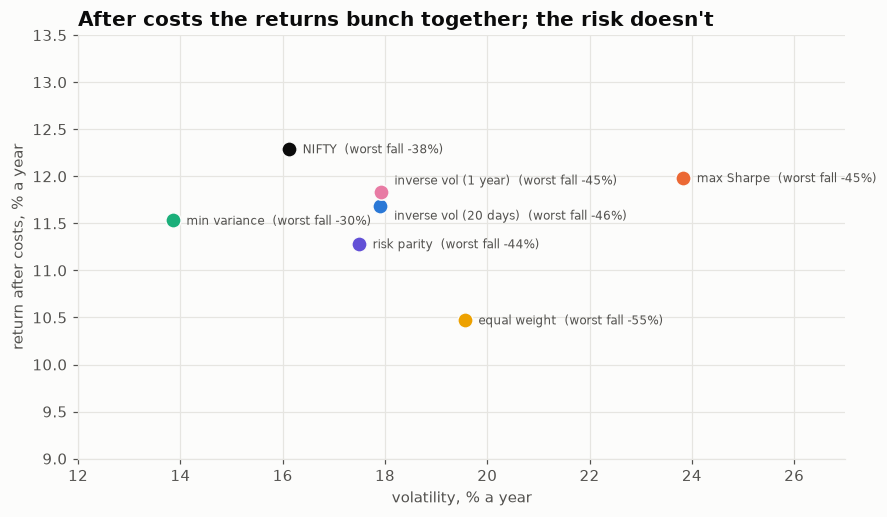 After costs the returns bunch together; the risk doesn't
return after costs, % a year
13.5
13.0
12.5
12.0
11.5
11.0
10.5
10.0
9.5
9.0
NIFTY (worst fall -38%)
inverse vol (1 year) (worst fall -45%)
max Sharpe (worst fall -45%)
inverse vol (20 days) (worst fall -46%)
min variance (worst fall -30%)
risk parity (worst fall -44%)
equal weight (worst fall -55%)
12 14 16 18 20 22 24 26
volatility, % a year